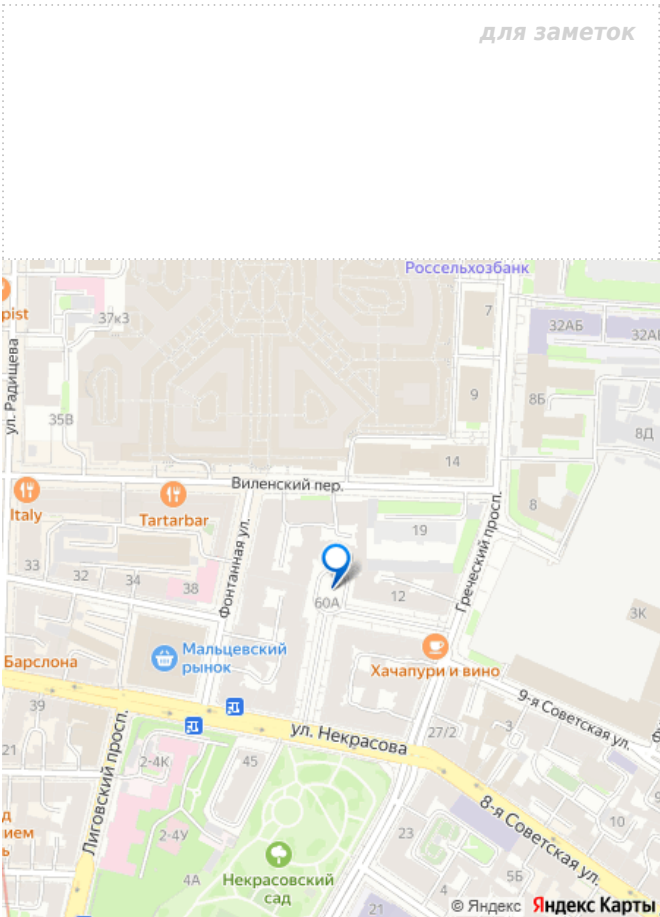 для заметок
Россельхозбанк
pist
37к3
7
32АБ
ул. Радищева
9
8Б
35В
8Д
14
Виленский пер.
Italy
Tartarbar
8
19
Греческий просп.
Фонтанная ул.
33
32
34
38
60А
12
3К
Мальцевский
рынок
Барслона
Хачапури и вино
39
9-я Советская ул.
ул. Некрасова
27/2
3
21
2-4К
45
Лиговский просп.
8-я Советская ул.
10
д
ием
ь
2-4У
23
Некрасовский
сад
4А
4
5Б
21
© Яндекс Яндекс Карты